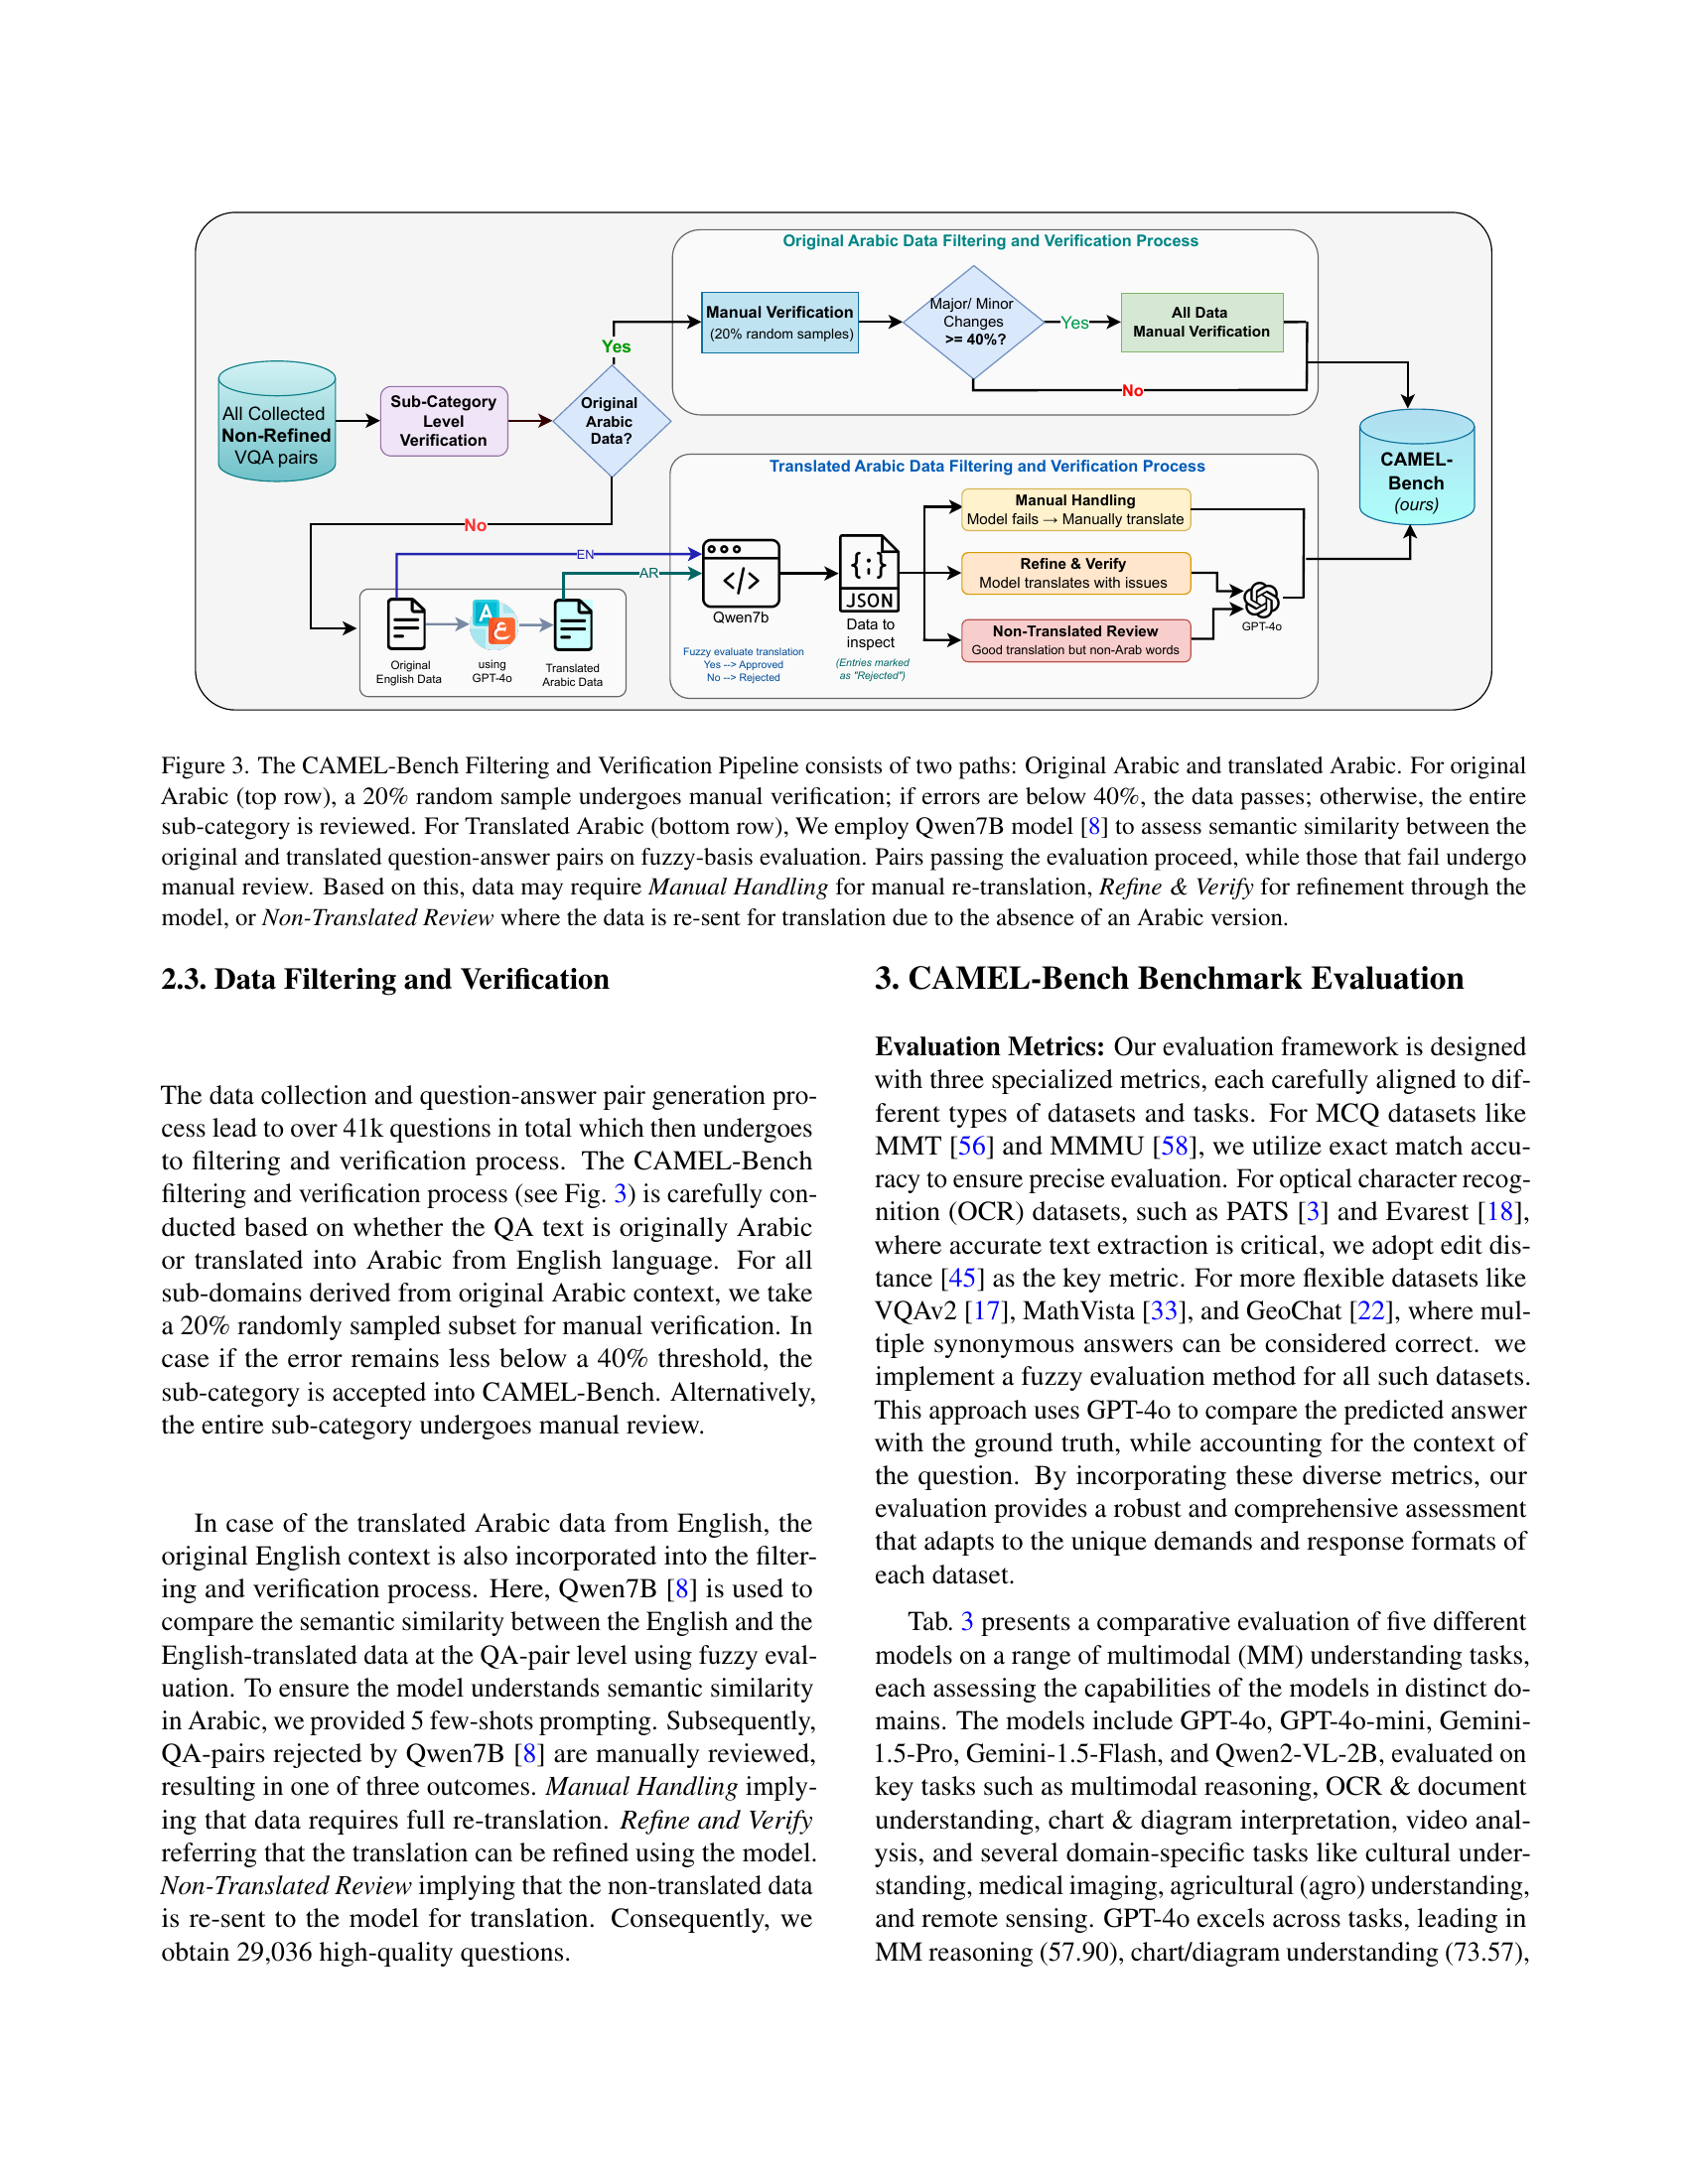 Original Arabic Data Filtering and Verification Process
Manual Verification
(20% random samples)
Major/ Minor
Changes
>= 40%?
Yes
All Data
Manual Verification
No
Yes
All Collected
Non-Refined
VQA pairs
Sub-Category
Level
Verification
Original
Arabic
Data?
No
CAMEL-
Bench
(ours)
Translated Arabic Data Filtering and Verification Process
EN
AR
A
ε
Original
English Data
using
GPT-4o
Translated
Arabic Data
</>
Qwen7b
Fuzzy evaluate translation
Yes --> Approved
No --> Rejected
{:}
JSON
Data to
inspect
(Entries marked
as "Rejected")
Manual Handling
Model fails → Manually translate
Refine & Verify
Model translates with issues
Non-Translated Review
Good translation but non-Arab words
GPT-4o
Figure 3. The CAMEL-Bench Filtering and Verification Pipeline consists of two paths: Original Arabic and translated Arabic. For original
Arabic (top row), a 20% random sample undergoes manual verification; if errors are below 40%, the data passes; otherwise, the entire
sub-category is reviewed. For Translated Arabic (bottom row), We employ Qwen7B model [8] to assess semantic similarity between the
original and translated question-answer pairs on fuzzy-basis evaluation. Pairs passing the evaluation proceed, while those that fail undergo
manual review. Based on this, data may require Manual Handling for manual re-translation, Refine & Verify for refinement through the
model, or Non-Translated Review where the data is re-sent for translation due to the absence of an Arabic version.
2.3. Data Filtering and Verification
The data collection and question-answer pair generation pro-
cess lead to over 41k questions in total which then undergoes
to filtering and verification process. The CAMEL-Bench
filtering and verification process (see Fig. 3) is carefully con-
ducted based on whether the QA text is originally Arabic
or translated into Arabic from English language. For all
sub-domains derived from original Arabic context, we take
a 20% randomly sampled subset for manual verification. In
case if the error remains less below a 40% threshold, the
sub-category is accepted into CAMEL-Bench. Alternatively,
the entire sub-category undergoes manual review.
In case of the translated Arabic data from English, the
original English context is also incorporated into the filter-
ing and verification process. Here, Qwen7B [8] is used to
compare the semantic similarity between the English and the
English-translated data at the QA-pair level using fuzzy eval-
uation. To ensure the model understands semantic similarity
in Arabic, we provided 5 few-shots prompting. Subsequently,
QA-pairs rejected by Qwen7B [8] are manually reviewed,
resulting in one of three outcomes. Manual Handling imply-
ing that data requires full re-translation. Refine and Verify
referring that the translation can be refined using the model.
Non-Translated Review implying that the non-translated data
is re-sent to the model for translation. Consequently, we
obtain 29,036 high-quality questions.
3. CAMEL-Bench Benchmark Evaluation
Evaluation Metrics: Our evaluation framework is designed
with three specialized metrics, each carefully aligned to dif-
ferent types of datasets and tasks. For MCQ datasets like
MMT [56] and MMMU [58], we utilize exact match accu-
racy to ensure precise evaluation. For optical character recog-
nition (OCR) datasets, such as PATS [3] and Evarest [18],
where accurate text extraction is critical, we adopt edit dis-
tance [45] as the key metric. For more flexible datasets like
VQAv2 [17], MathVista [33], and GeoChat [22], where mul-
tiple synonymous answers can be considered correct. we
implement a fuzzy evaluation method for all such datasets.
This approach uses GPT-4o to compare the predicted answer
with the ground truth, while accounting for the context of
the question. By incorporating these diverse metrics, our
evaluation provides a robust and comprehensive assessment
that adapts to the unique demands and response formats of
each dataset.
Tab. 3 presents a comparative evaluation of five different
models on a range of multimodal (MM) understanding tasks,
each assessing the capabilities of the models in distinct do-
mains. The models include GPT-4o, GPT-4o-mini, Gemini-
1.5-Pro, Gemini-1.5-Flash, and Qwen2-VL-2B, evaluated on
key tasks such as multimodal reasoning, OCR & document
understanding, chart & diagram interpretation, video anal-
ysis, and several domain-specific tasks like cultural under-
standing, medical imaging, agricultural (agro) understanding,
and remote sensing. GPT-4o excels across tasks, leading in
MM reasoning (57.90), chart/diagram understanding (73.57),